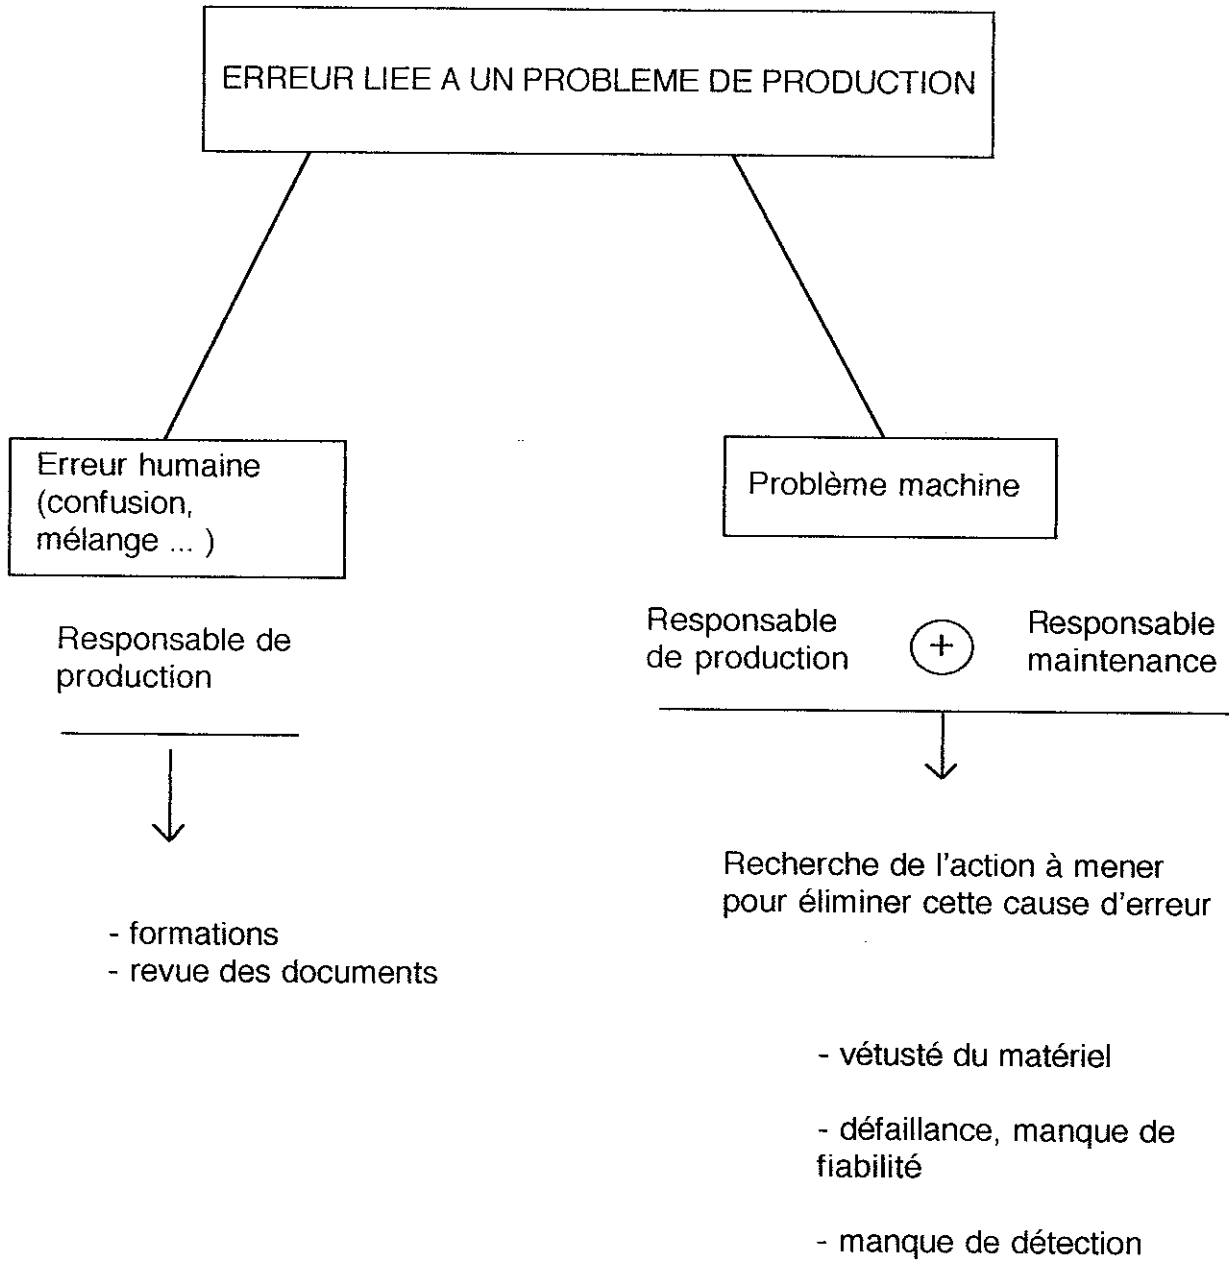 ERREUR LIEE A UN PROBLEME DE PRODUCTION
Erreur humaine
(confusion,
mélange ... )
Responsable de
production
- formations
- revue des documents
Problème machine
Responsable
de production
+
Responsable
maintenance
Recherche de l'action à mener
pour éliminer cette cause d'erreur
- vétusté du matériel
- défaillance, manque de
fiabilité
- manque de détection